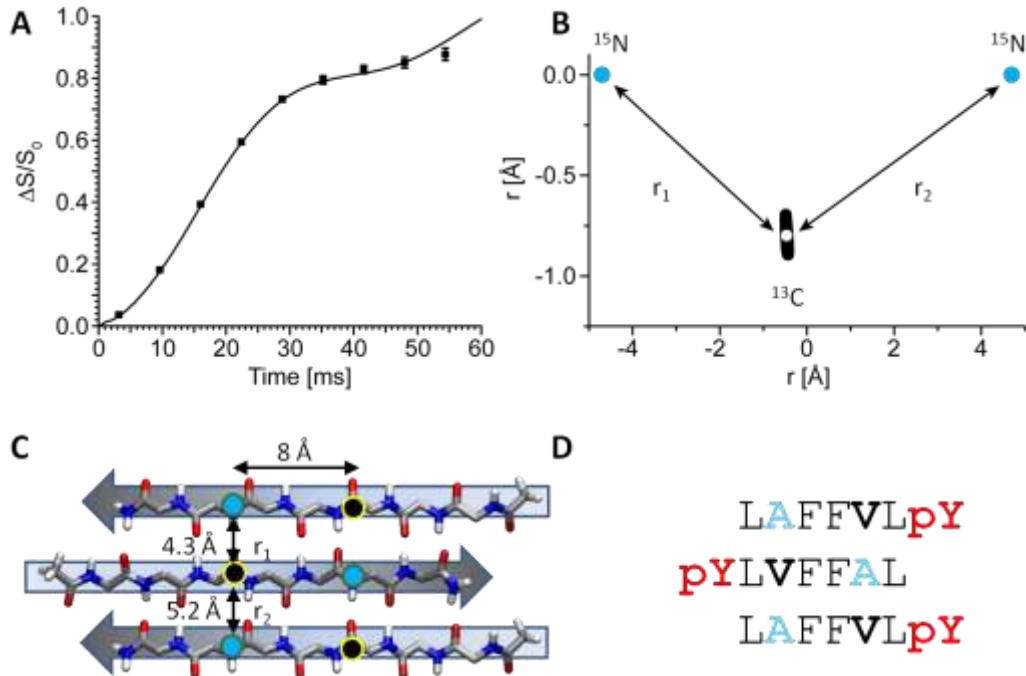 A
ΔS/S₀
1.0
0.8
0.6
0.4
0.2
0.0
0 10 20 30 40 50 60
Time [ms]
B
¹⁵N ¹⁵N
r [Å]
0.0
-0.5
-1.0
r₁ r₂
¹³C
-4 -2 0 2 4
r [Å]
C
8 Å
4.3 Å r₁
5.2 Å r₂
D
LAFFVLpY
pYLVFFAL
LAFFVLpY